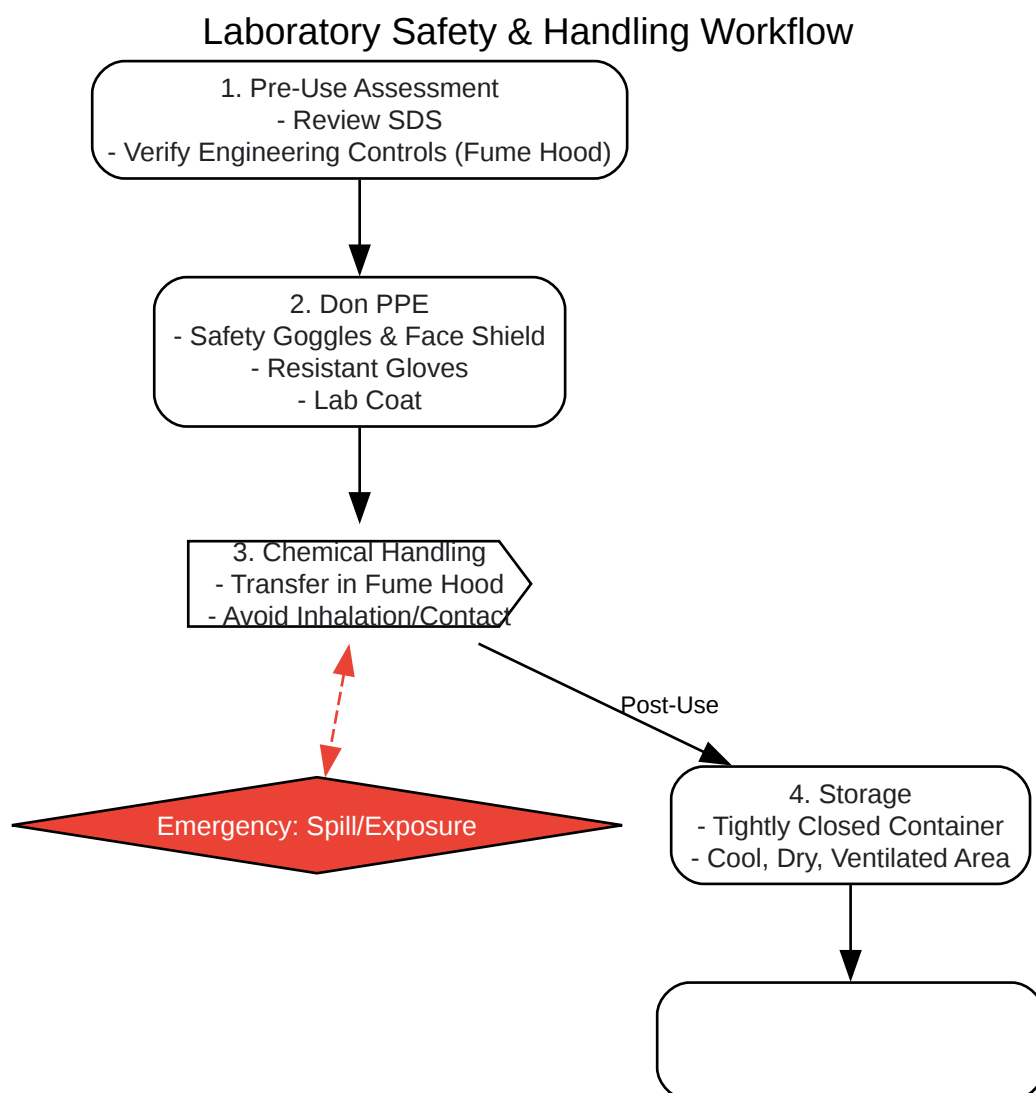 Laboratory Safety & Handling Workflow
1. Pre-Use Assessment
- Review SDS
- Verify Engineering Controls (Fume Hood)
2. Don PPE
- Safety Goggles & Face Shield
- Resistant Gloves
- Lab Coat
3. Chemical Handling
- Transfer in Fume Hood
- Avoid Inhalation/Contact
Post-Use
Emergency: Spill/Exposure
4. Storage
- Tightly Closed Container
- Cool, Dry, Ventilated Area